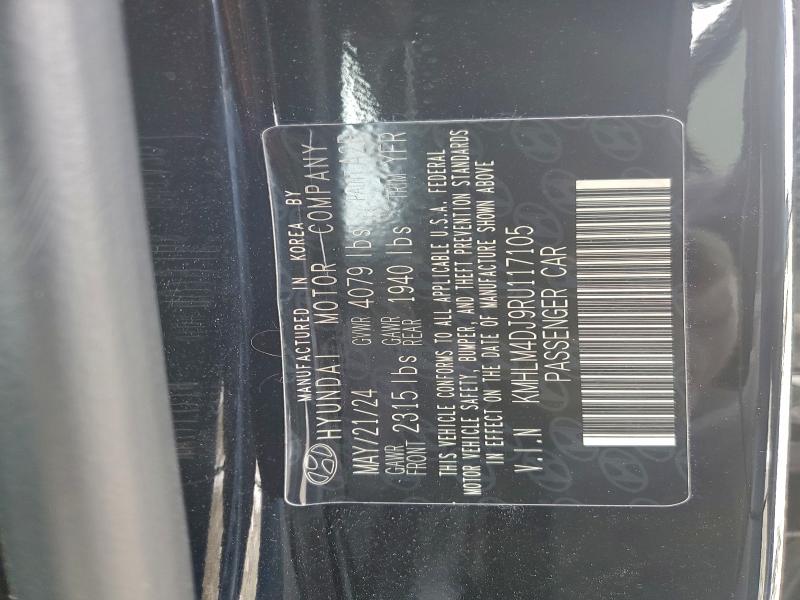 MANUFACTURED IN KOREA BY
HYUNDAI MOTOR COMPANY
MAY/21/24 GVWR 4079 lbs PAINT
GAWR FRONT 2315 lbs GAWR REAR 1940 lbs TRIM YFR
THIS VEHICLE CONFORMS TO ALL APPLICABLE U.S.A. FEDERAL
MOTOR VEHICLE SAFETY, BUMPER, AND THEFT PREVENTION STANDARDS
IN EFFECT ON THE DATE OF MANUFACTURE SHOWN ABOVE
V.I.N KMHLM4DJ9RU117105
PASSENGER CAR